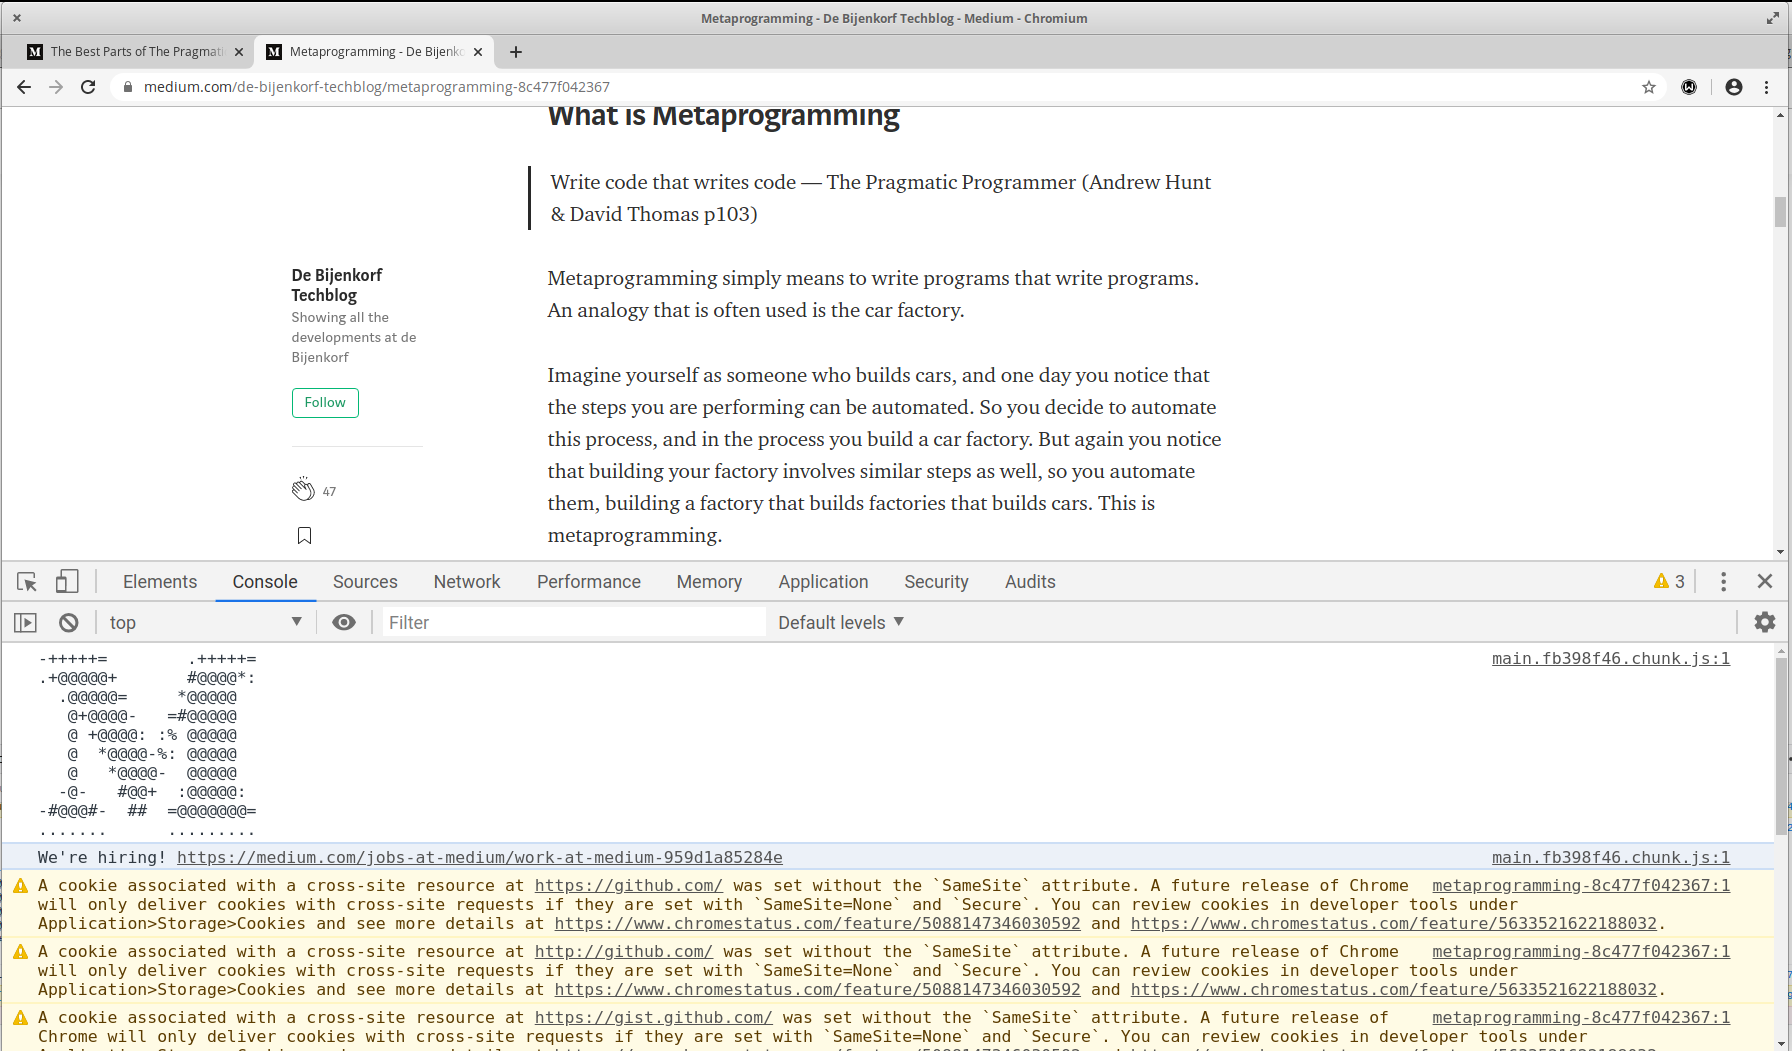 Metaprogramming - De Bijenkorf Techblog - Medium - Chromium
The Best Parts of The Pragmati
Metaprogramming - De Bijenko
medium.com/de-bijenkorf-techblog/metaprogramming-8c477f042367
What is Metaprogramming
Write code that writes code — The Pragmatic Programmer (Andrew Hunt
& David Thomas p103)
De Bijenkorf
Techblog
Showing all the
developments at de
Bijenkorf
Follow
47
Metaprogramming simply means to write programs that write programs.
An analogy that is often used is the car factory.
Imagine yourself as someone who builds cars, and one day you notice that
the steps you are performing can be automated. So you decide to automate
this process, and in the process you build a car factory. But again you notice
that building your factory involves similar steps as well, so you automate
them, building a factory that builds factories that builds cars. This is
metaprogramming.
Elements Console Sources Network Performance Memory Application Security Audits 3
top Filter Default levels
-+++++=        .+++++= main.fb398f46.chunk.js:1
.+@@@@@+       #@@@@*:
  .@@@@@=     *@@@@@
   @+@@@@-   =#@@@@@
   @ +@@@@: :% @@@@@
   @  *@@@@-%: @@@@@
   @   *@@@@-  @@@@@
  -@-   #@@+  :@@@@@:
-#@@@#-  ##  =@@@@@@@=
.......      .........
We're hiring! https://medium.com/jobs-at-medium/work-at-medium-959d1a85284e main.fb398f46.chunk.js:1
A cookie associated with a cross-site resource at https://github.com/ was set without the `SameSite` attribute. A future release of Chrome metaprogramming-8c477f042367:1
will only deliver cookies with cross-site requests if they are set with `SameSite=None` and `Secure`. You can review cookies in developer tools under
Application>Storage>Cookies and see more details at https://www.chromestatus.com/feature/5088147346030592 and https://www.chromestatus.com/feature/5633521622188032.
A cookie associated with a cross-site resource at http://github.com/ was set without the `SameSite` attribute. A future release of Chrome metaprogramming-8c477f042367:1
will only deliver cookies with cross-site requests if they are set with `SameSite=None` and `Secure`. You can review cookies in developer tools under
Application>Storage>Cookies and see more details at https://www.chromestatus.com/feature/5088147346030592 and https://www.chromestatus.com/feature/5633521622188032.
A cookie associated with a cross-site resource at https://gist.github.com/ was set without the `SameSite` attribute. A future release of metaprogramming-8c477f042367:1
Chrome will only deliver cookies with cross-site requests if they are set with `SameSite=None` and `Secure`. You can review cookies in developer tools under